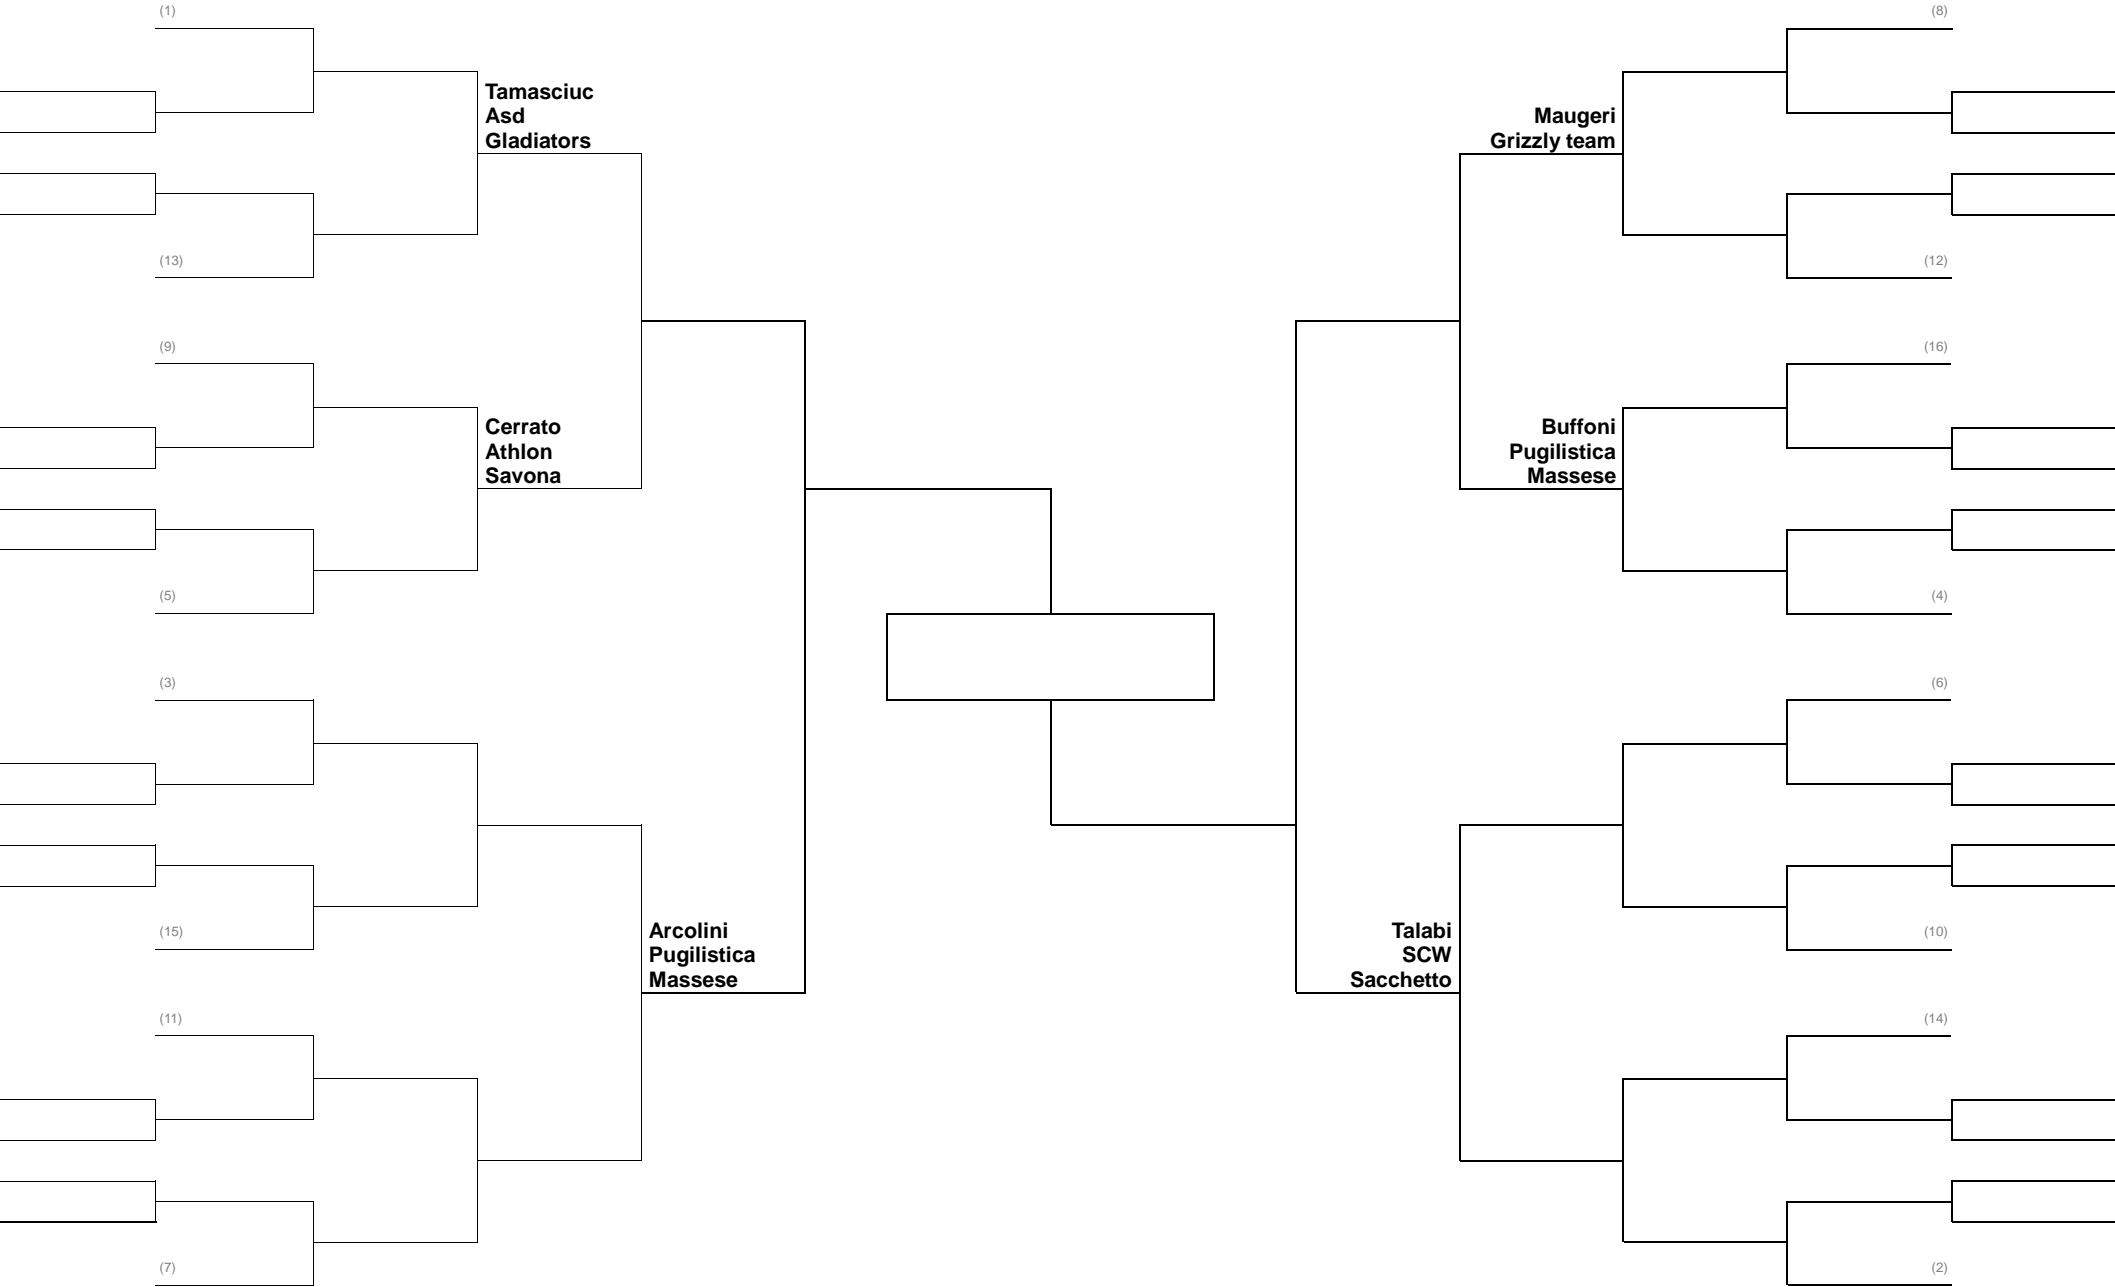 (1)
(8)
Tamasciuc
Asd
Gladiators
Maugeri
Grizzly team
(13)
(12)
(9)
(16)
Cerrato
Athlon
Savona
Buffoni
Pugilistica
Massese
(5)
(4)
(3)
(6)
Arcolini
Pugilistica
Massese
Talabi
SCW
Sacchetto
(15)
(10)
(11)
(14)
(7)
(2)